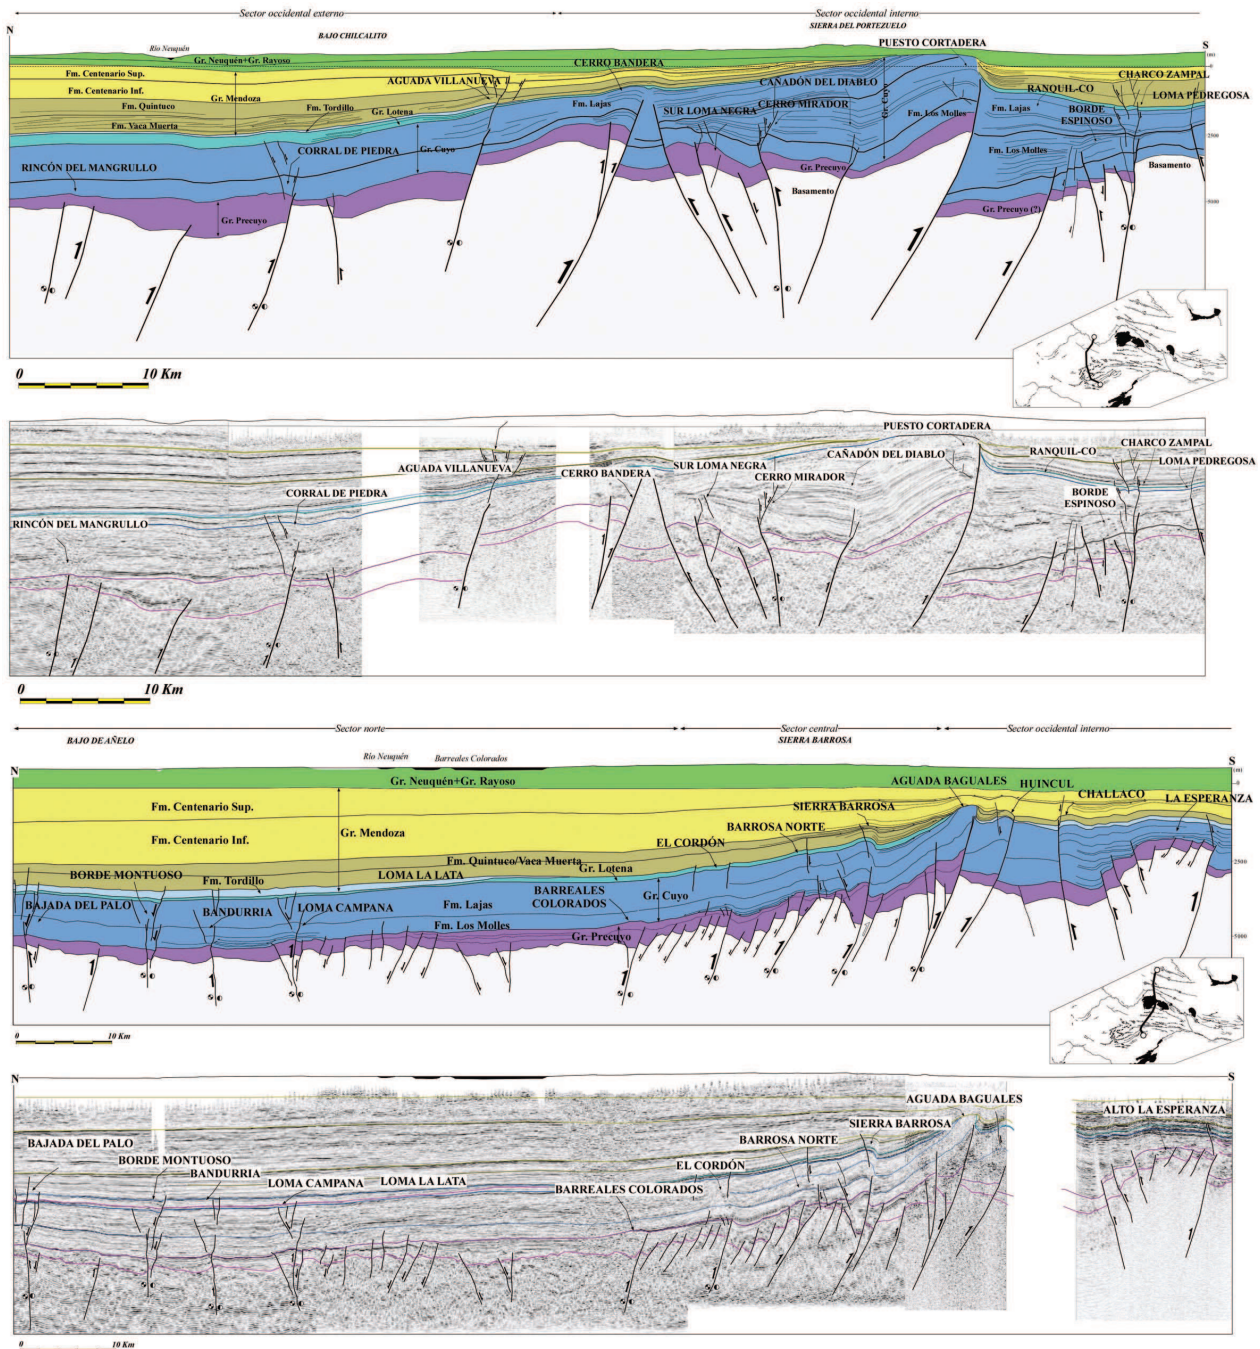 Sector occidental externo
Sector occidental interno
N
BAJO CHILCALITO
SIERRA DEL PORTEZUELO
S
Río Neuquén
PUESTO CORTADERA
Gr. Neuquén+Gr. Rayoso
CERRO BANDERA
Fm. Centenario Sup.
AGUADA VILLANUEVA
CAÑADÓN DEL DIABLO
CHARCO ZAMPAL
RANQUIL-CO
LOMA PEDREGOSA
Fm. Centenario Inf.
Gr. Mendoza
Fm. Quintuco
Fm. Tordillo
Gr. Lotena
Fm. Lajas
SUR LOMA NEGRA
CERRO MIRADOR
Gr. Cuyo
Fm. Los Molles
Fm. Lajas
BORDE
ESPINOSO
Fm. Vaca Muerta
2500
CORRAL DE PIEDRA
Gr. Cuyo
Fm. Los Molles
RINCÓN DEL MANGRULLO
Gr. Precuyo
Basamento
Basamento
5000
Gr. Precuyo
Gr. Precuyo (?)
0
10 Km
PUESTO CORTADERA
CHARCO ZAMPAL
AGUADA VILLANUEVA
CERRO BANDERA
SUR LOMA NEGRA
CAÑADÓN DEL DIABLO
RANQUIL-CO
LOMA PEDREGOSA
CERRO MIRADOR
CORRAL DE PIEDRA
BORDE
ESPINOSO
RINCÓN DEL MANGRULLO
0
10 Km
Sector norte
Sector central
Sector occidental interno
BAJO DE AÑELO
SIERRA BARROSA
N
Río Neuquén
Barreales Colorados
S
Gr. Neuquén+Gr. Rayoso
AGUADA BAGUALES
HUINCUL
CHALLACO
LA ESPERANZA
Fm. Centenario Sup.
SIERRA BARROSA
Gr. Mendoza
BARROSA NORTE
Fm. Centenario Inf.
EL CORDÓN
Fm. Quintuco/Vaca Muerta
2500
BORDE MONTUOSO
Fm. Tordillo
LOMA LA LATA
Gr. Lotena
BAJADA DEL PALO
BANDURRIA
LOMA CAMPANA
Fm. Lajas
BARREALES
COLORADOS
Gr. Cuyo
Fm. Los Molles
Gr. Precuyo
5000
10 Km
N
S
AGUADA BAGUALES
ALTO LA ESPERANZA
SIERRA BARROSA
BAJADA DEL PALO
BARROSA NORTE
BORDE MONTUOSO
EL CORDÓN
BANDURRIA
LOMA CAMPANA
LOMA LA LATA
BARREALES COLORADOS
0
10 Km